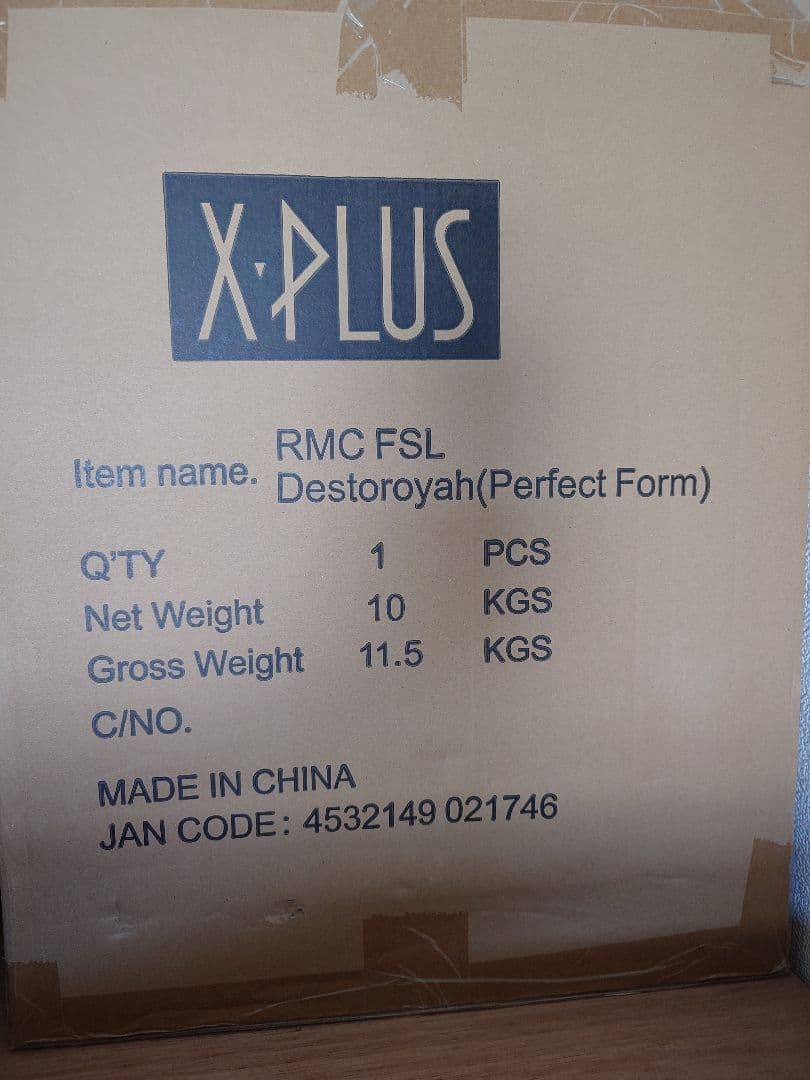 X·PLUS
Item name. RMC FSL
Destoroyah(Perfect Form)
Q'TY 1 PCS
Net Weight 10 KGS
Gross Weight 11.5 KGS
C/NO.
MADE IN CHINA
JAN CODE: 4532149 021746